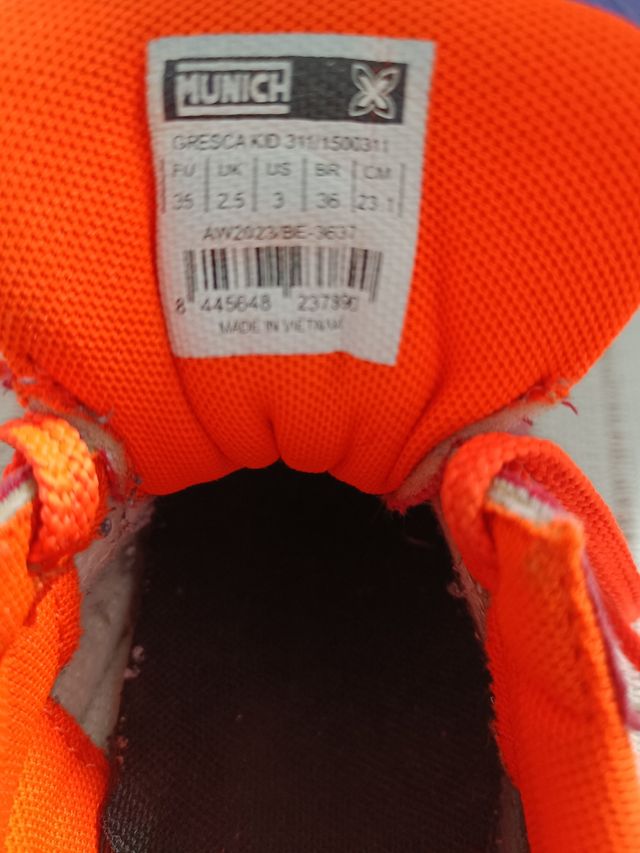 MUNICH
GRESCA KID 311/1500311
EU UK US BR CM
35 2.5 3 36 23.1
AW2023/BE-3637
8 445648 237890
MADE IN VIETNAM